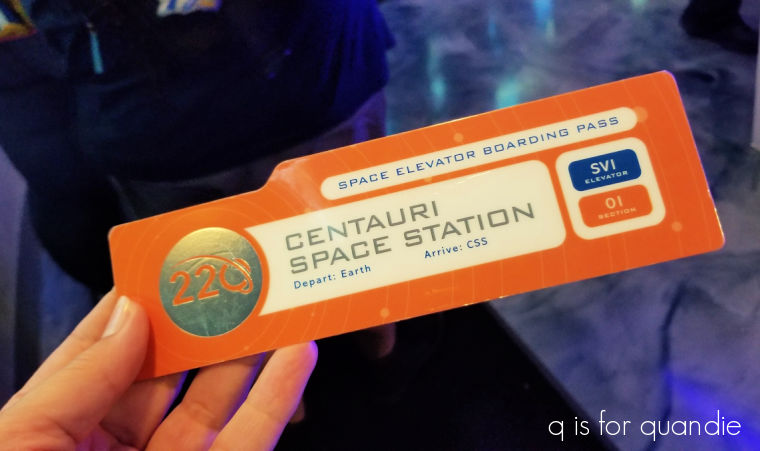 SPACE ELEVATOR BOARDING PASS
SVI
ELEVATOR
01
SECTION
CENTAURI
SPACE STATION
Depart: Earth Arrive: CSS
220
q is for quandie